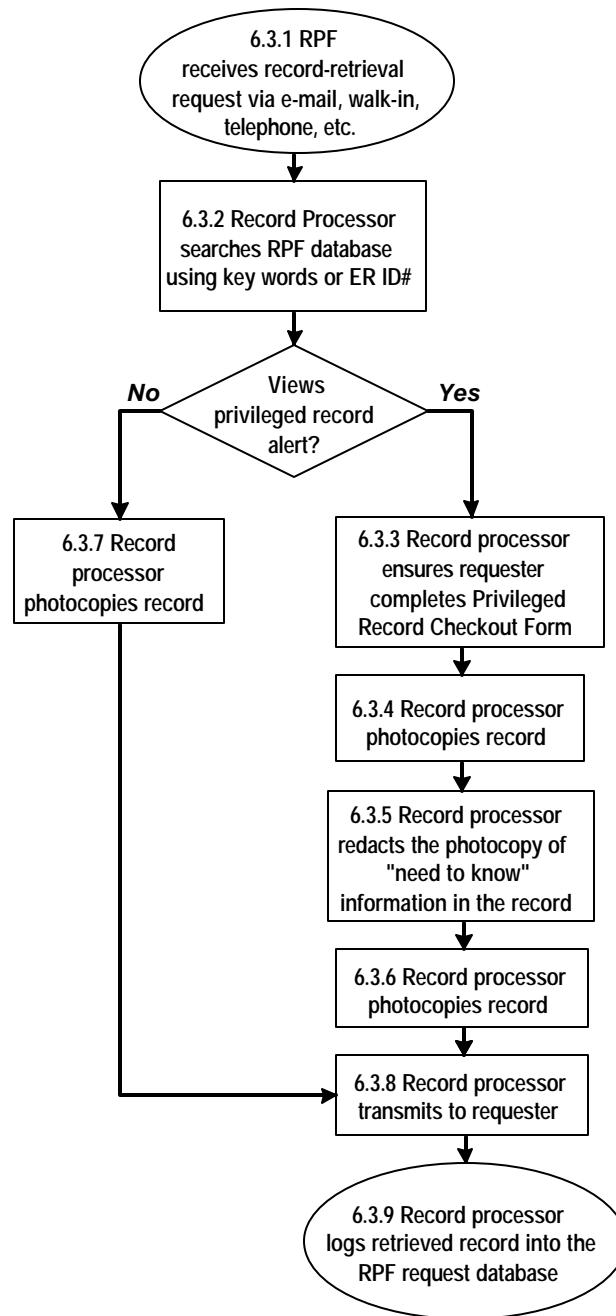 6.3.1 RPF
receives record-retrieval
request via e-mail, walk-in,
telephone, etc.
6.3.2 Record Processor
searches RPF database
using key words or ER ID#
Views
privileged record
alert?
No
Yes
6.3.7 Record
processor
photocopies record
6.3.3 Record processor
ensures requester
completes Privileged
Record Checkout Form
6.3.4 Record processor
photocopies record
6.3.5 Record processor
redacts the photocopy of
"need to know"
information in the record
6.3.6 Record processor
photocopies record
6.3.8 Record processor
transmits to requester
6.3.9 Record processor
logs retrieved record into the
RPF request database